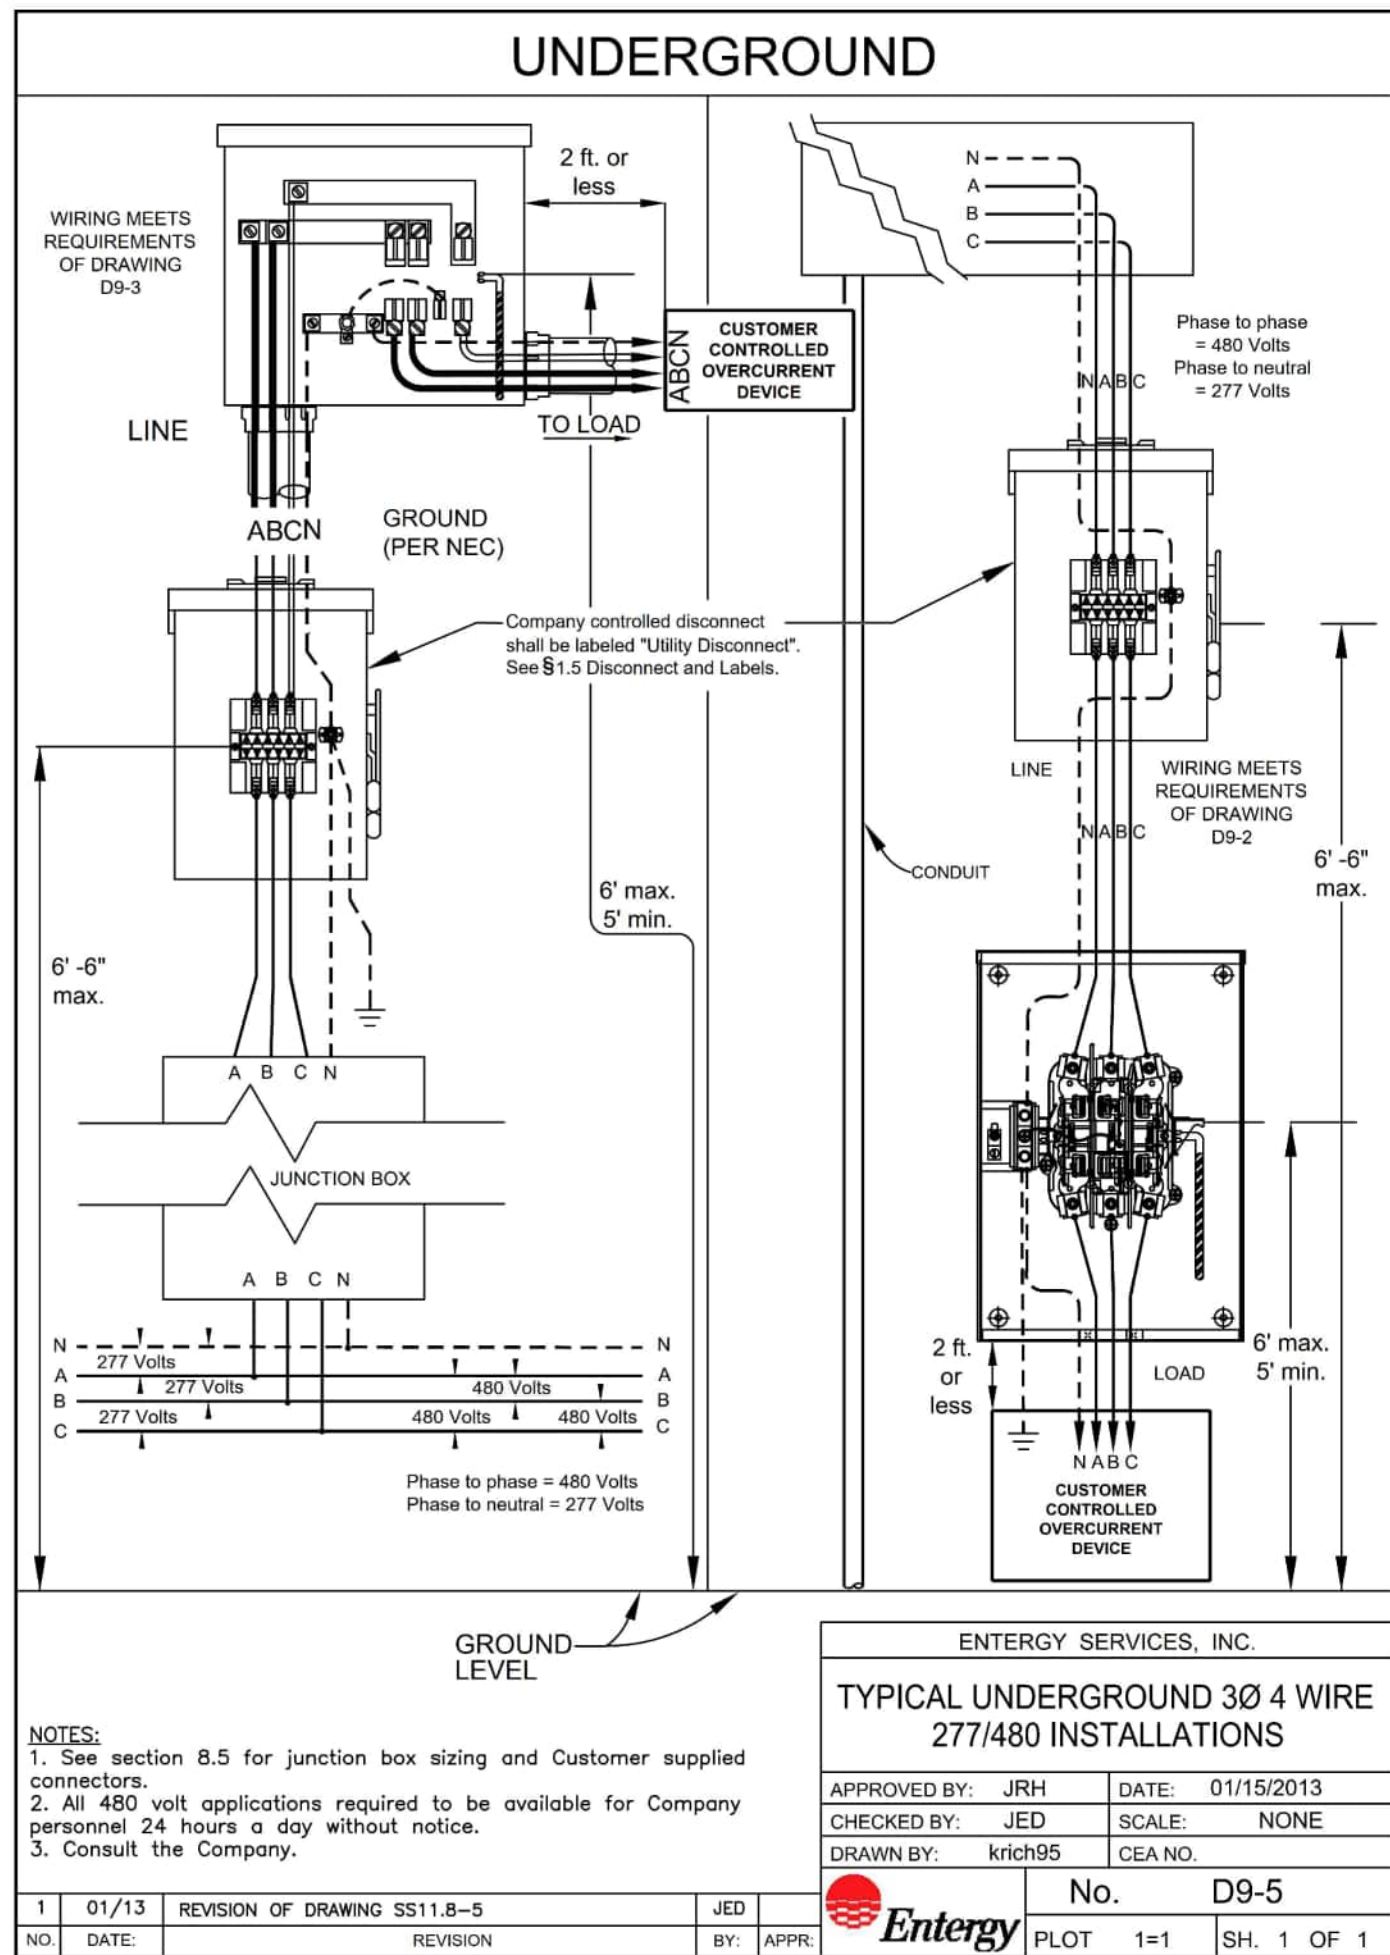 UNDERGROUND
2 ft. or
less
WIRING MEETS
REQUIREMENTS
OF DRAWING
D9-3
LINE
ABCN
GROUND
(PER NEC)
ABCN
CUSTOMER
CONTROLLED
OVERCURRENT
DEVICE
TO LOAD
Company controlled disconnect
shall be labeled "Utility Disconnect".
See §1.5 Disconnect and Labels.
6' max.
5' min.
6' -6"
max.
A B C N
JUNCTION BOX
A B C N
N
A
B
C
277 Volts
277 Volts
277 Volts
480 Volts
480 Volts
480 Volts
N
A
B
C
Phase to phase = 480 Volts
Phase to neutral = 277 Volts
N
A
B
C
Phase to phase
= 480 Volts
Phase to neutral
= 277 Volts
N A B C
LINE
WIRING MEETS
REQUIREMENTS
OF DRAWING
D9-2
N A B C
CONDUIT
6' -6"
max.
2 ft.
or
less
LOAD
6' max.
5' min.
N A B C
CUSTOMER
CONTROLLED
OVERCURRENT
DEVICE
GROUND
LEVEL
NOTES:
1. See section 8.5 for junction box sizing and Customer supplied
connectors.
2. All 480 volt applications required to be available for Company
personnel 24 hours a day without notice.
3. Consult the Company.
1 01/13 REVISION OF DRAWING SS11.8-5 JED
NO. DATE: REVISION BY: APPR:
ENTERGY SERVICES, INC.
TYPICAL UNDERGROUND 3Ø 4 WIRE
277/480 INSTALLATIONS
APPROVED BY: JRH DATE: 01/15/2013
CHECKED BY: JED SCALE: NONE
DRAWN BY: krich95 CEA NO.
Entergy
No. D9-5
PLOT 1=1 SH. 1 OF 1